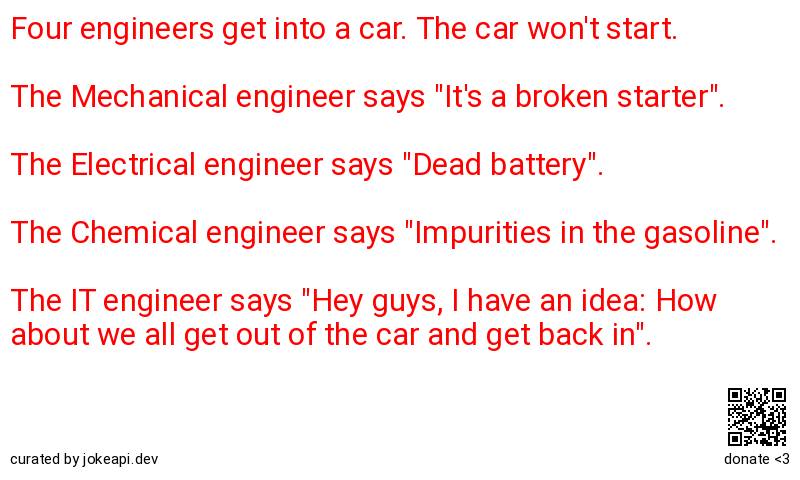 Four engineers get into a car. The car won't start.
The Mechanical engineer says "It's a broken starter".
The Electrical engineer says "Dead battery".
The Chemical engineer says "Impurities in the gasoline".
The IT engineer says "Hey guys, I have an idea: How
about we all get out of the car and get back in".
curated by jokeapi.dev
donate <3